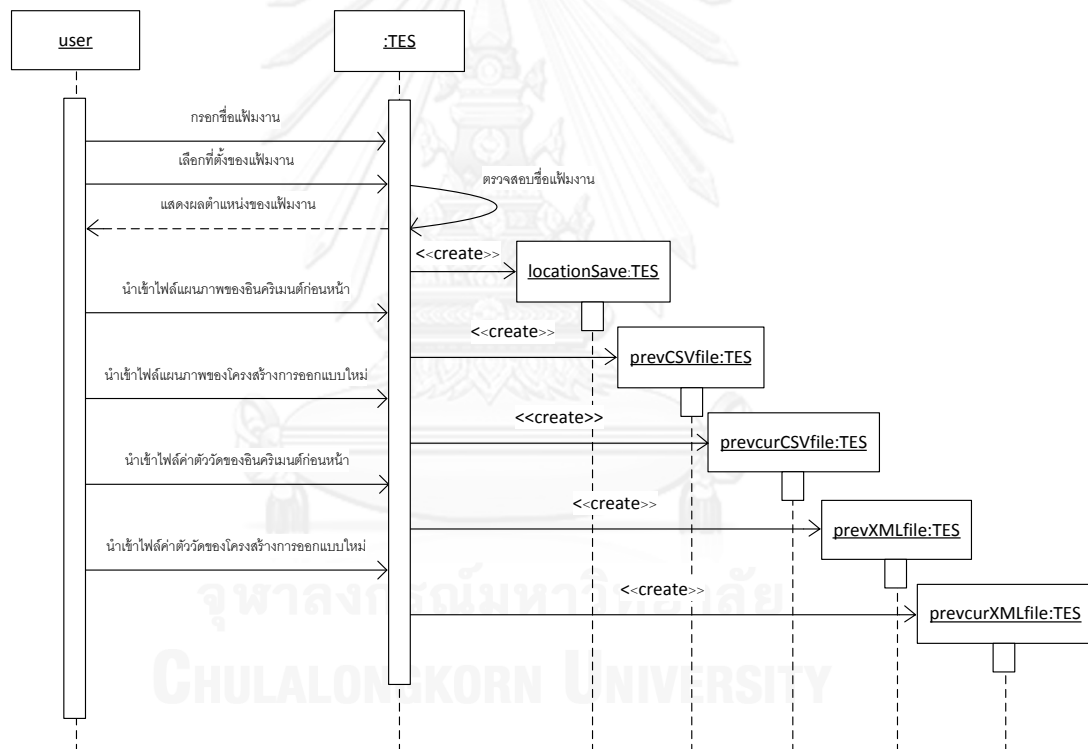 user
:TES
กรอกชื่อแฟ้มงาน
เลือกที่ตั้งของแฟ้มงาน
ตรวจสอบชื่อแฟ้มงาน
แสดงผลตำแหน่งของแฟ้มงาน
<<create>>
locationSave:TES
นำเข้าไฟล์แผนภาพของอินคริเมนต์ก่อนหน้า
<<create>>
prevCSVfile:TES
นำเข้าไฟล์แผนภาพของโครงสร้างการออกแบบใหม่
<<create>>
prevcurCSVfile:TES
นำเข้าไฟล์ค่าตัววัดของอินคริเมนต์ก่อนหน้า
<<create>>
prevXMLfile:TES
นำเข้าไฟล์ค่าตัววัดของโครงสร้างการออกแบบใหม่
<<create>>
prevcurXMLfile:TES
จุฬาลงกรณ์มหาวิทยาลัย
CHULALONGKORN UNIVERSITY